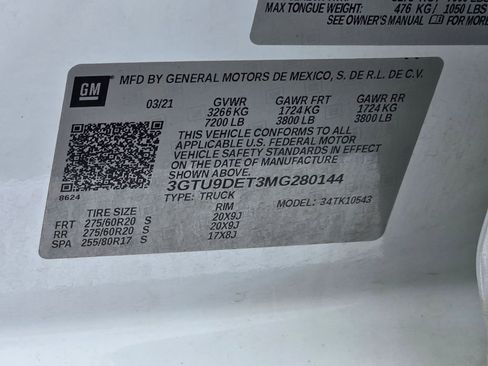 MAX TONGUE WEIGHT: 476 KG/ 1050 LBS
SEE OWNER'S MANUAL FOR MORE
GM
MFD BY GENERAL MOTORS DE MEXICO, S. DE R.L. DE C.V.
03/21 GVWR GAWR FRT GAWR RR
3266 KG 1724 KG 1724 KG
7200 LB 3800 LB 3800 LB
THIS VEHICLE CONFORMS TO ALL
APPLICABLE U.S. FEDERAL MOTOR
VEHICLE SAFETY STANDARDS IN EFFECT
ON THE DATE OF MANUFACTURE
SHOWN ABOVE.
3GTU9DET3MG280144
TYPE: TRUCK MODEL: 34TK10543
8624
TIRE SIZE RIM
FRT 275/60R20 S 20X9J
RR 275/60R20 S 20X9J
SPA 255/80R17 S 17X8J